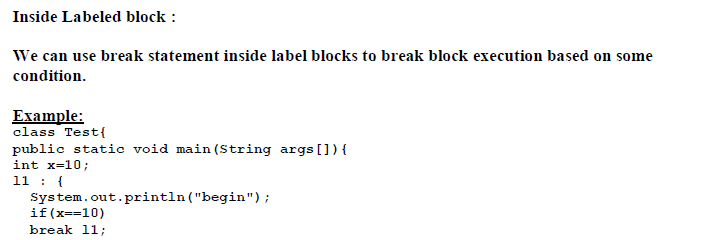 Inside Labeled block :
We can use break statement inside label blocks to break block execution based on some
condition.
Example:
class Test{
public static void main(String args[]){
int x=10;
l1 : {
System.out.println("begin");
if(x==10)
break l1;